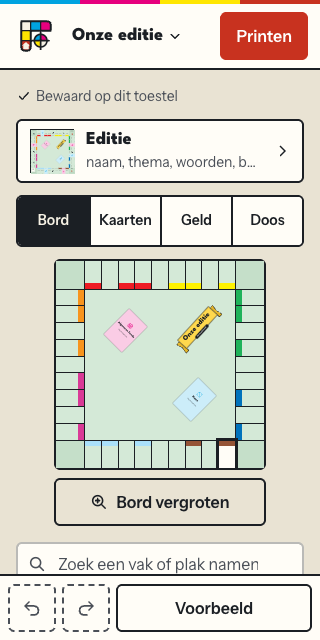 Onze editie
Printen
Bewaard op dit toestel
Editie
naam, thema, woorden, b...
Bord
Kaarten
Geld
Doos
Onze editie
Bord vergroten
Zoek een vak of plak namen
Voorbeeld